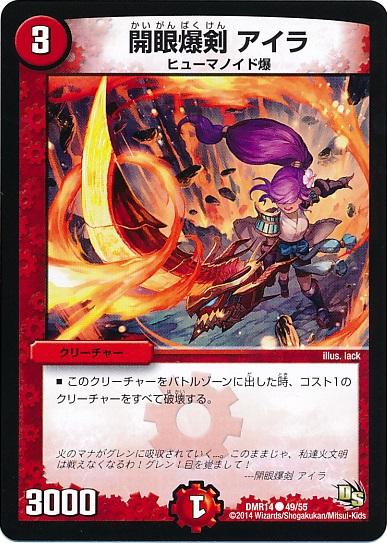 3
かいがんばくけん
開眼爆剣 アイラ
ヒューマノイド爆
illus. lack
クリーチャー
■ このクリーチャーをバトルゾーンに出した時、コスト1の
クリーチャーをすべて破壊する。
火のマナがグレンに吸収されていく…。このままじゃ、私達火文明
は戦えなくなるわ！グレン！目を覚まして！
---開眼爆剣 アイラ
3000
1
DS
DMR14 ● 49/55
©2014 Wizards/Shogakukan/Mitsui-Kids